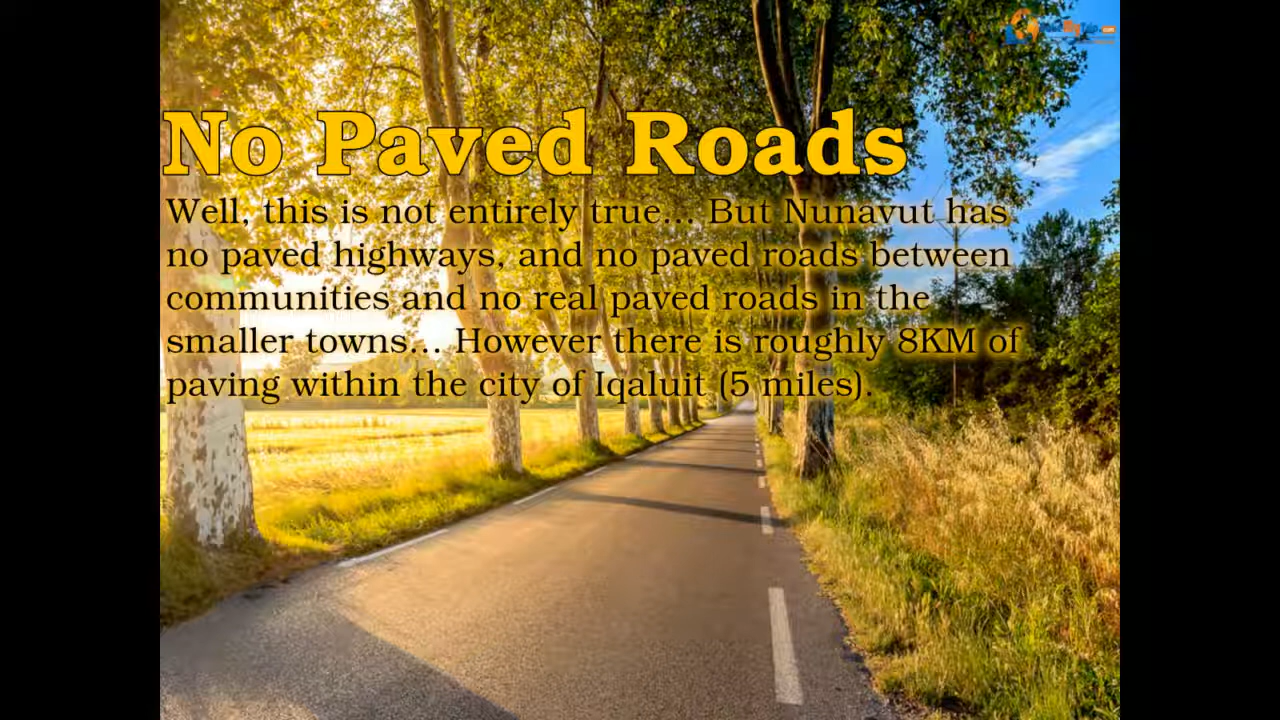 No Paved Roads
Well, this is not entirely true... But Nunavut has
no paved highways, and no paved roads between
communities and no real paved roads in the
smaller towns... However there is roughly 8KM of
paving within the city of Iqaluit (5 miles).